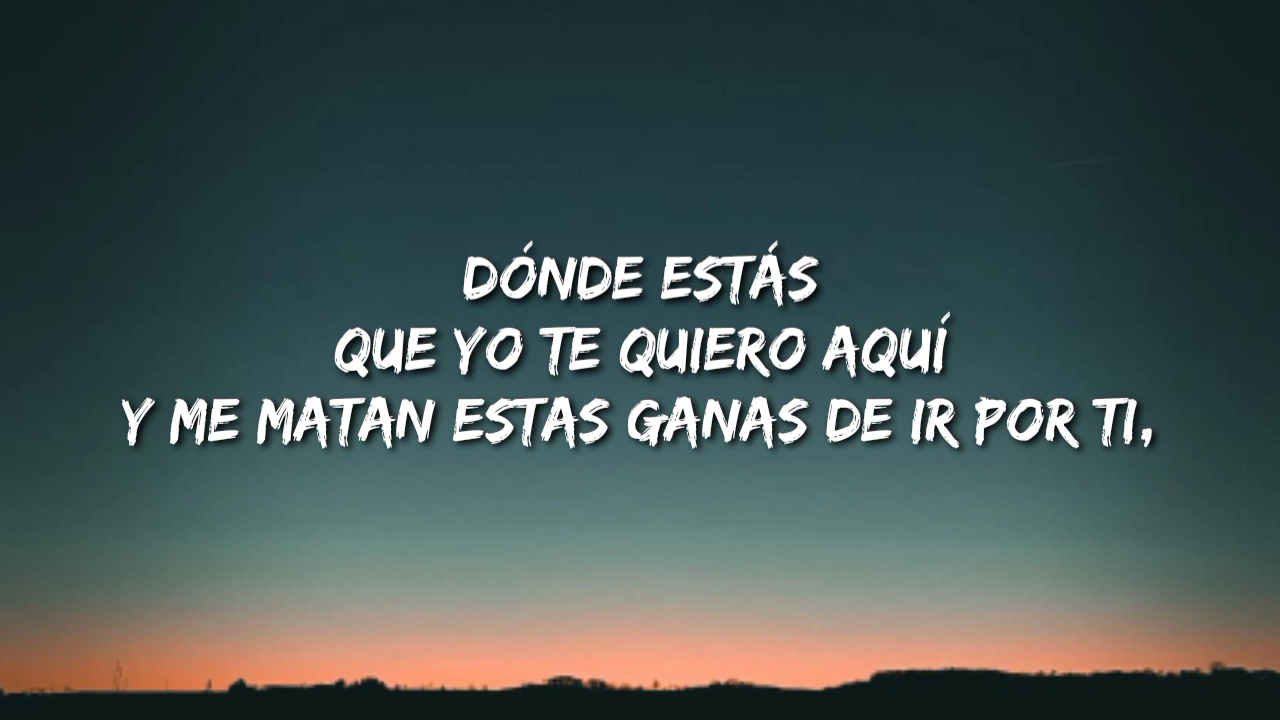 DÓNDE ESTÁS
QUE YO TE QUIERO AQUÍ
Y ME MATAN ESTAS GANAS DE IR POR TI,